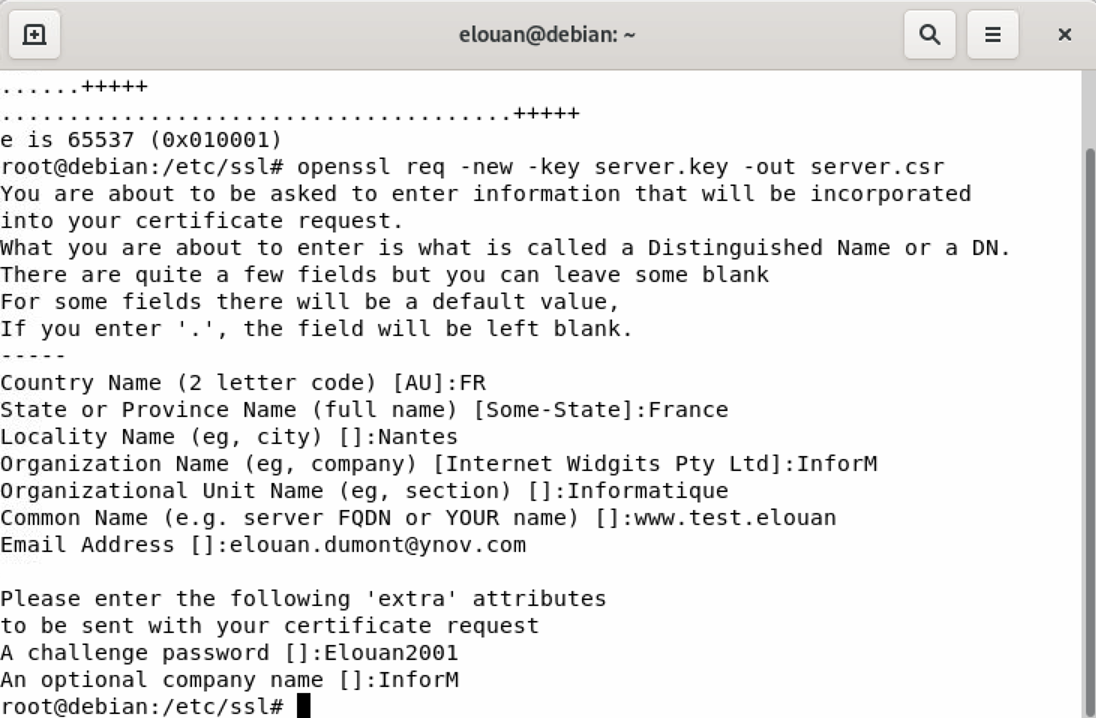 elouan@debian: ~
......+++++
......................................+++++
e is 65537 (0x010001)
root@debian:/etc/ssl# openssl req -new -key server.key -out server.csr
You are about to be asked to enter information that will be incorporated
into your certificate request.
What you are about to enter is what is called a Distinguished Name or a DN.
There are quite a few fields but you can leave some blank
For some fields there will be a default value,
If you enter '.', the field will be left blank.
-----
Country Name (2 letter code) [AU]:FR
State or Province Name (full name) [Some-State]:France
Locality Name (eg, city) []:Nantes
Organization Name (eg, company) [Internet Widgits Pty Ltd]:InforM
Organizational Unit Name (eg, section) []:Informatique
Common Name (e.g. server FQDN or YOUR name) []:www.test.elouan
Email Address []:elouan.dumont@ynov.com
Please enter the following 'extra' attributes
to be sent with your certificate request
A challenge password []:Elouan2001
An optional company name []:InforM
root@debian:/etc/ssl#